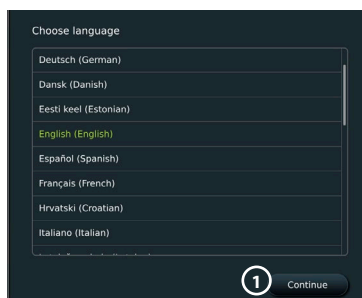 Choose language
Deutsch (German)
Dansk (Danish)
Eesti keel (Estonian)
English (English)
Español (Spanish)
Français (French)
Hrvatski (Croatian)
Italiano (Italian)
1 Continue